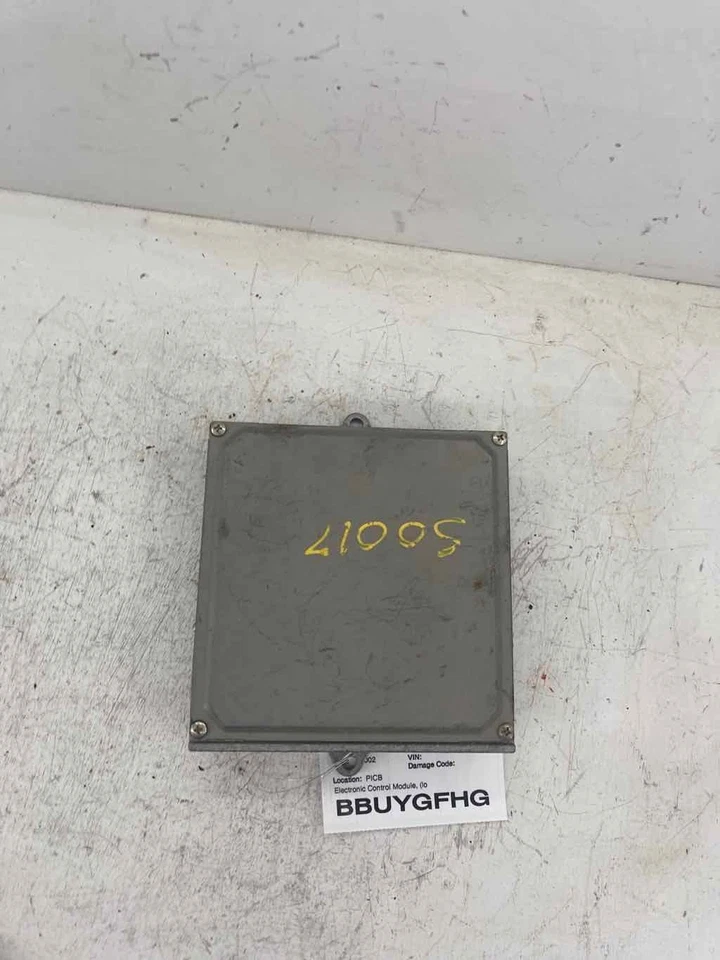 S0017
002 VIN:
Damage Code:
Location: PICB
Electronic Control Module, (lo
BBUYGFHG